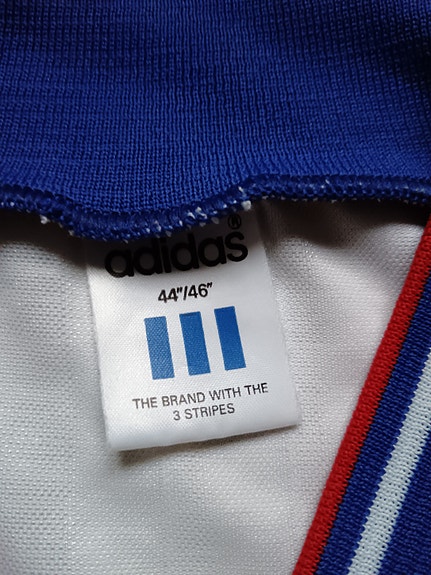 adidas®
44"/46"
THE BRAND WITH THE
3 STRIPES